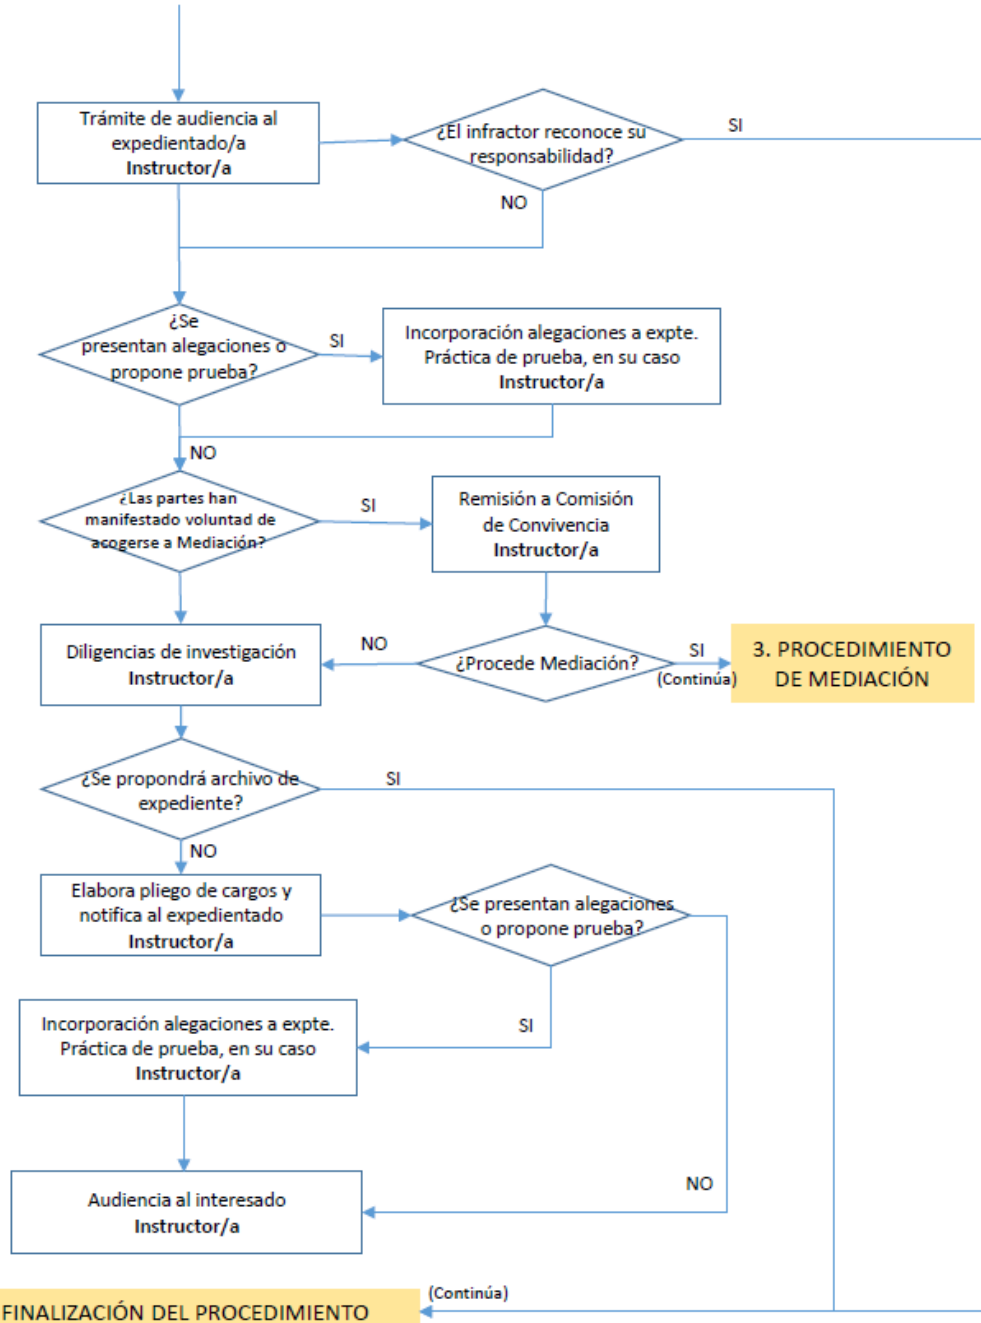 Trámite de audiencia al
expedientado/a
Instructor/a
¿El infractor reconoce su
responsabilidad?
SI
NO
¿Se
presentan alegaciones o
propone prueba?
SI
Incorporación alegaciones a expte.
Práctica de prueba, en su caso
Instructor/a
NO
¿Las partes han
manifestado voluntad de
acogerse a Mediación?
SI
Remisión a Comisión
de Convivencia
Instructor/a
Diligencias de investigación
Instructor/a
NO
¿Procede Mediación?
SI
(Continúa)
3. PROCEDIMIENTO
DE MEDIACIÓN
¿Se propondrá archivo de
expediente?
SI
NO
Elabora pliego de cargos y
notifica al expedientado
Instructor/a
¿Se presentan alegaciones
o propone prueba?
SI
Incorporación alegaciones a expte.
Práctica de prueba, en su caso
Instructor/a
NO
Audiencia al interesado
Instructor/a
(Continúa)
FINALIZACIÓN DEL PROCEDIMIENTO